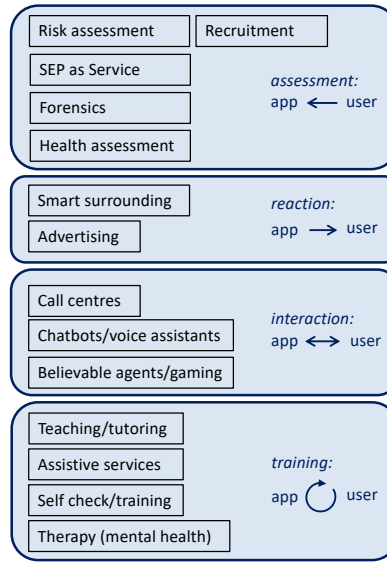 Risk assessment
Recruitment
SEP as Service
Forensics
Health assessment
assessment:
app user
Smart surrounding
Advertising
reaction:
app user
Call centres
Chatbots/voice assistants
Believable agents/gaming
interaction:
app user
Teaching/tutoring
Assistive services
Self check/training
Therapy (mental health)
training:
app user